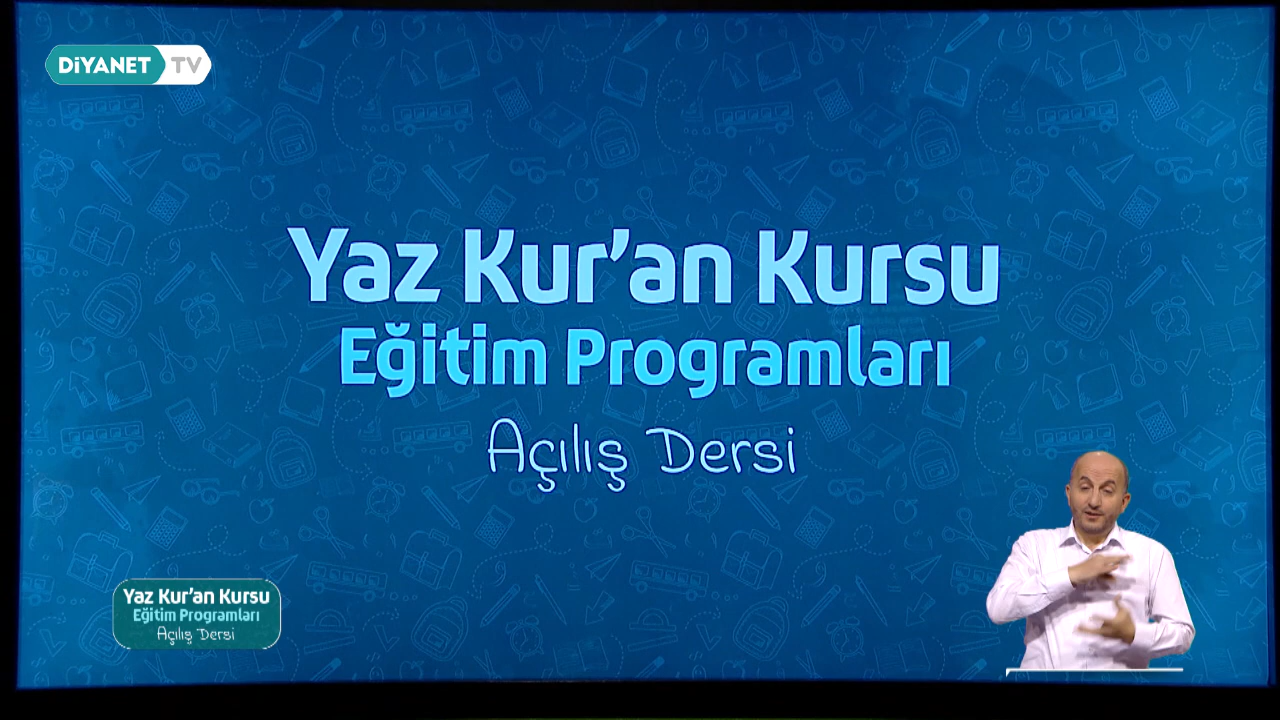 DİYANET TV
Yaz Kur'an Kursu
Eğitim Programları
Açılış Dersi
Yaz Kur'an Kursu
Eğitim Programları
Açılış Dersi